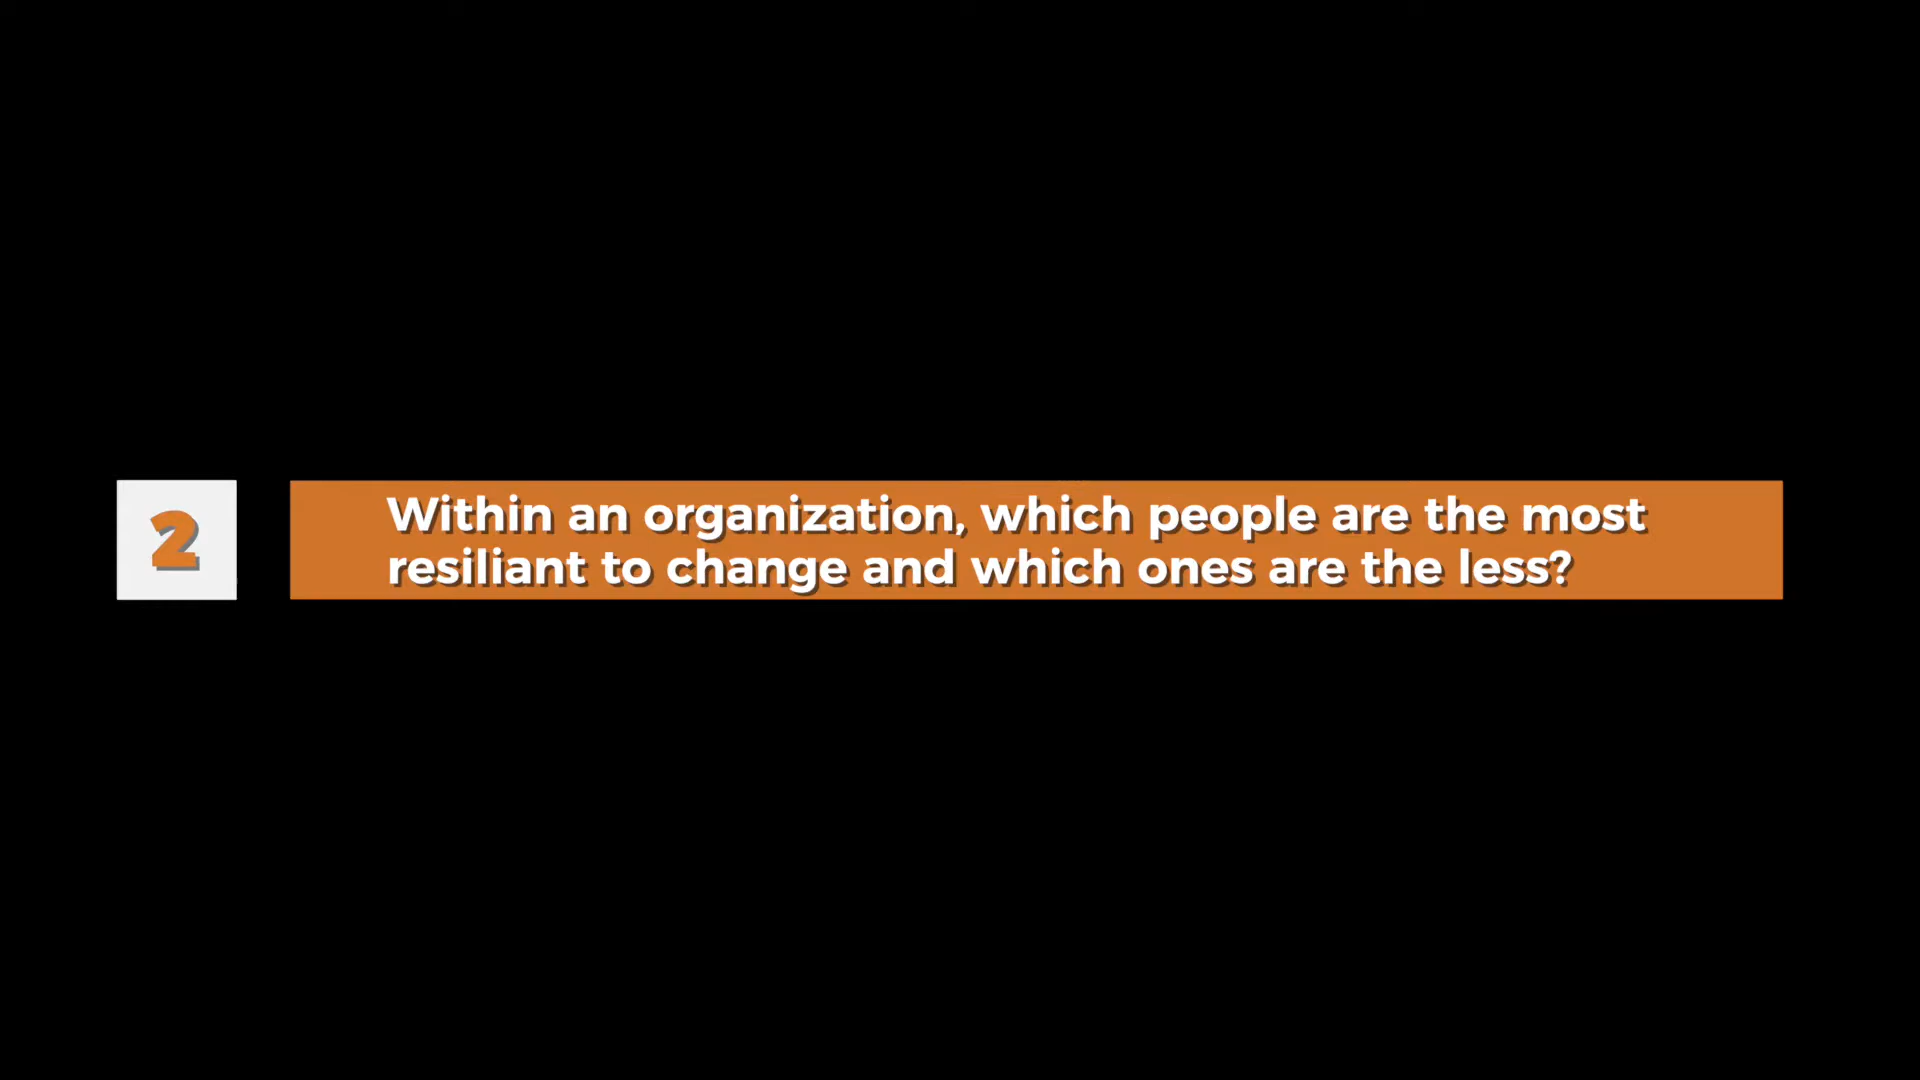 2
Within an organization, which people are the most
resiliant to change and which ones are the less?